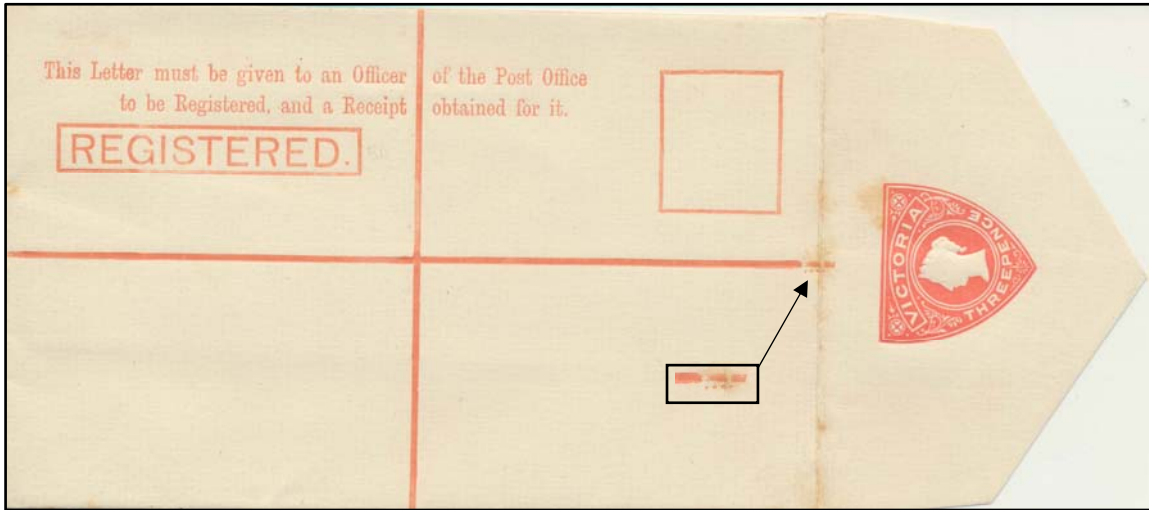 This Letter must be given to an Officer of the Post Office
to be Registered, and a Receipt obtained for it.
REGISTERED.
VICTORIA
THREEPENCE